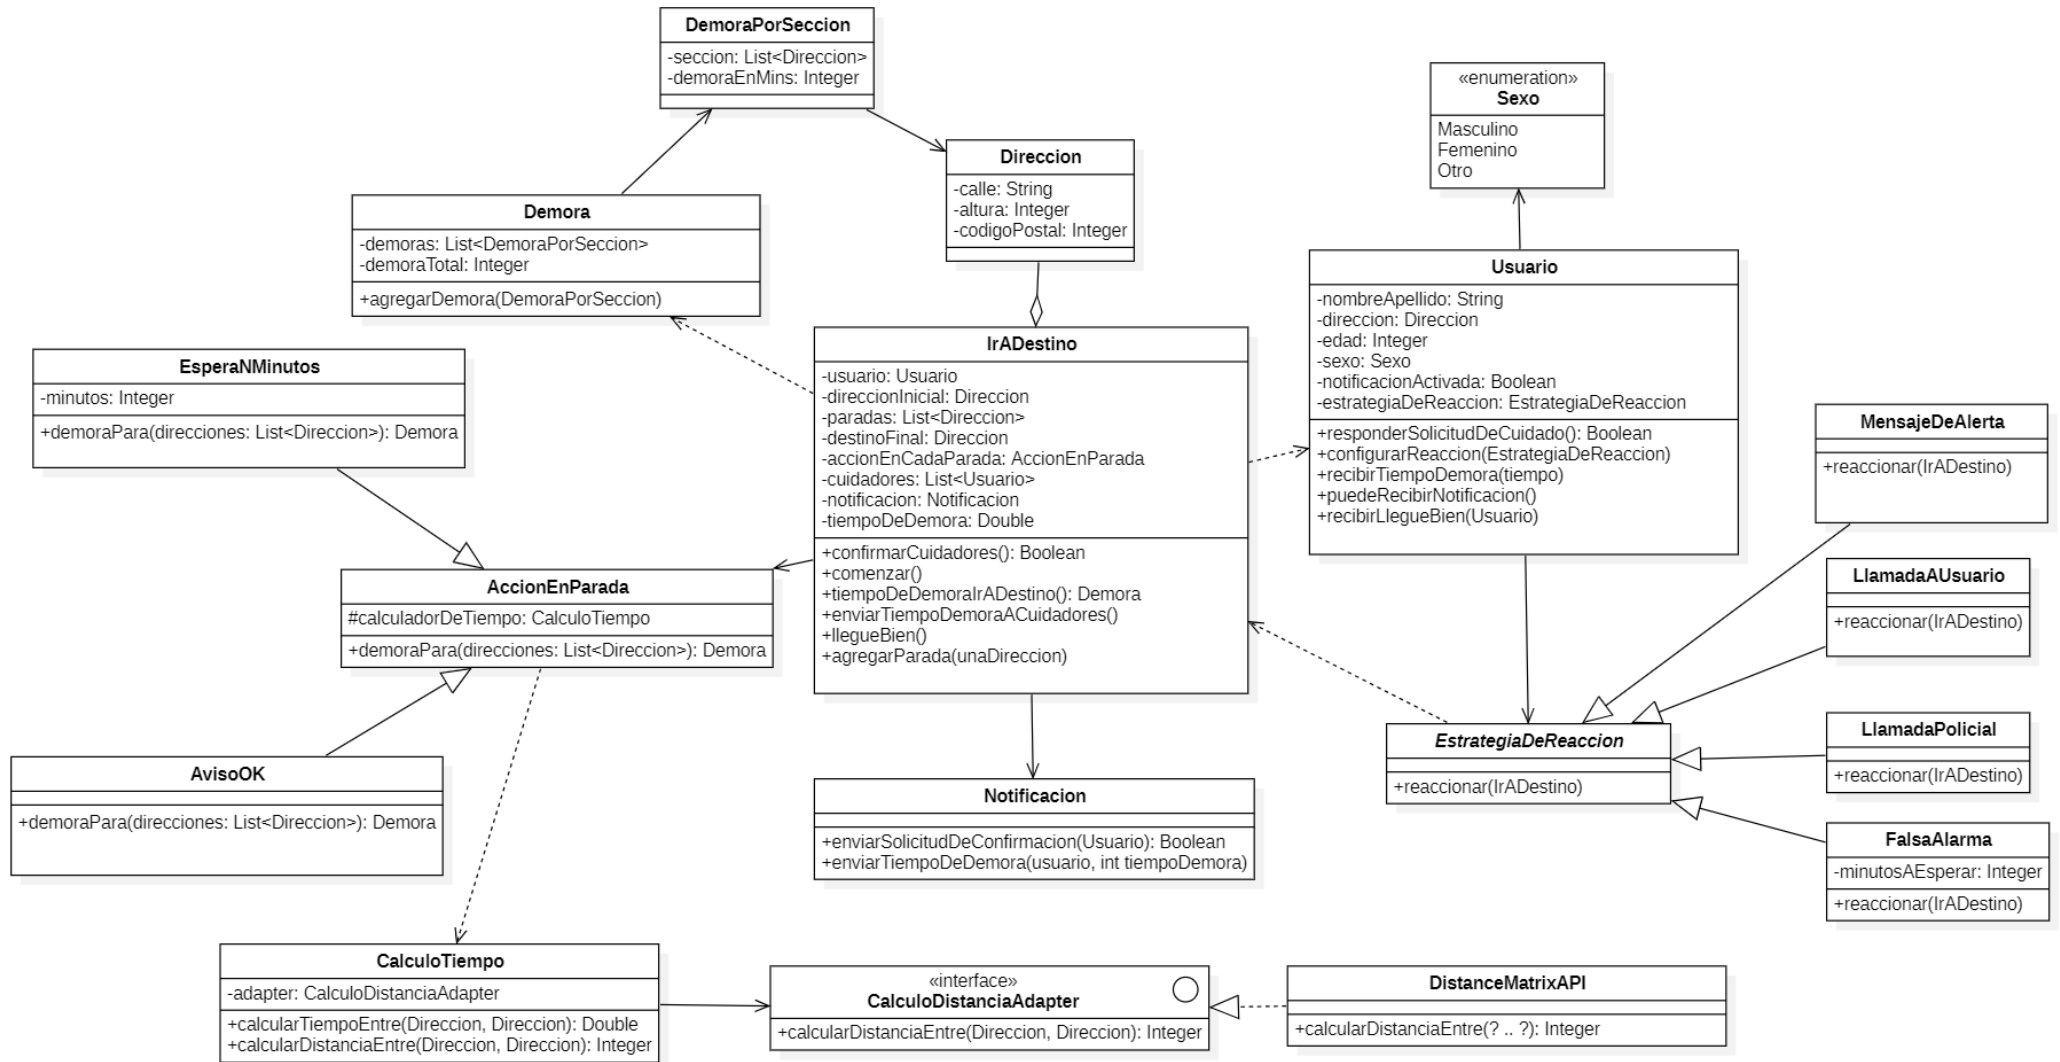 DemoraPorSeccion
-seccion: List<Direccion>
-demoraEnMins: Integer
«enumeration»
Sexo
Masculino
Femenino
Otro
Direccion
-calle: String
-altura: Integer
-codigoPostal: Integer
Demora
-demoras: List<DemoraPorSeccion>
-demoraTotal: Integer
+agregarDemora(DemoraPorSeccion)
Usuario
-nombreApellido: String
-direccion: Direccion
-edad: Integer
-sexo: Sexo
-notificacionActivada: Boolean
-estrategiaDeReaccion: EstrategiaDeReaccion
+responderSolicitudDeCuidado(): Boolean
+configurarReaccion(EstrategiaDeReaccion)
+recibirTiempoDemora(tiempo)
+puedeRecibirNotificacion()
+recibirLlegueBien(Usuario)
IrADestino
-usuario: Usuario
-direccionInicial: Direccion
-paradas: List<Direccion>
-destinoFinal: Direccion
-accionEnCadaParada: AccionEnParada
-cuidadores: List<Usuario>
-notificacion: Notificacion
-tiempoDeDemora: Double
+confirmarCuidadores(): Boolean
+comenzar()
+tiempoDeDemoraIrADestino(): Demora
+enviarTiempoDemoraACuidadores()
+llegueBien()
+agregarParada(unaDireccion)
EsperaNMinutos
-minutos: Integer
+demoraPara(direcciones: List<Direccion>): Demora
MensajeDeAlerta
+reaccionar(IrADestino)
LlamadaAUsuario
+reaccionar(IrADestino)
AccionEnParada
#calculadorDeTiempo: CalculoTiempo
+demoraPara(direcciones: List<Direccion>): Demora
LlamadaPolicial
+reaccionar(IrADestino)
EstrategiaDeReaccion
+reaccionar(IrADestino)
AvisoOK
+demoraPara(direcciones: List<Direccion>): Demora
Notificacion
+enviarSolicitudDeConfirmacion(Usuario): Boolean
+enviarTiempoDeDemora(usuario, int tiempoDemora)
FalsaAlarma
-minutosAEsperar: Integer
+reaccionar(IrADestino)
CalculoTiempo
-adapter: CalculoDistanciaAdapter
+calcularTiempoEntre(Direccion, Direccion): Double
+calcularDistanciaEntre(Direccion, Direccion): Integer
«interface»
CalculoDistanciaAdapter
+calcularDistanciaEntre(Direccion, Direccion): Integer
DistanceMatrixAPI
+calcularDistanciaEntre(? .. ?): Integer